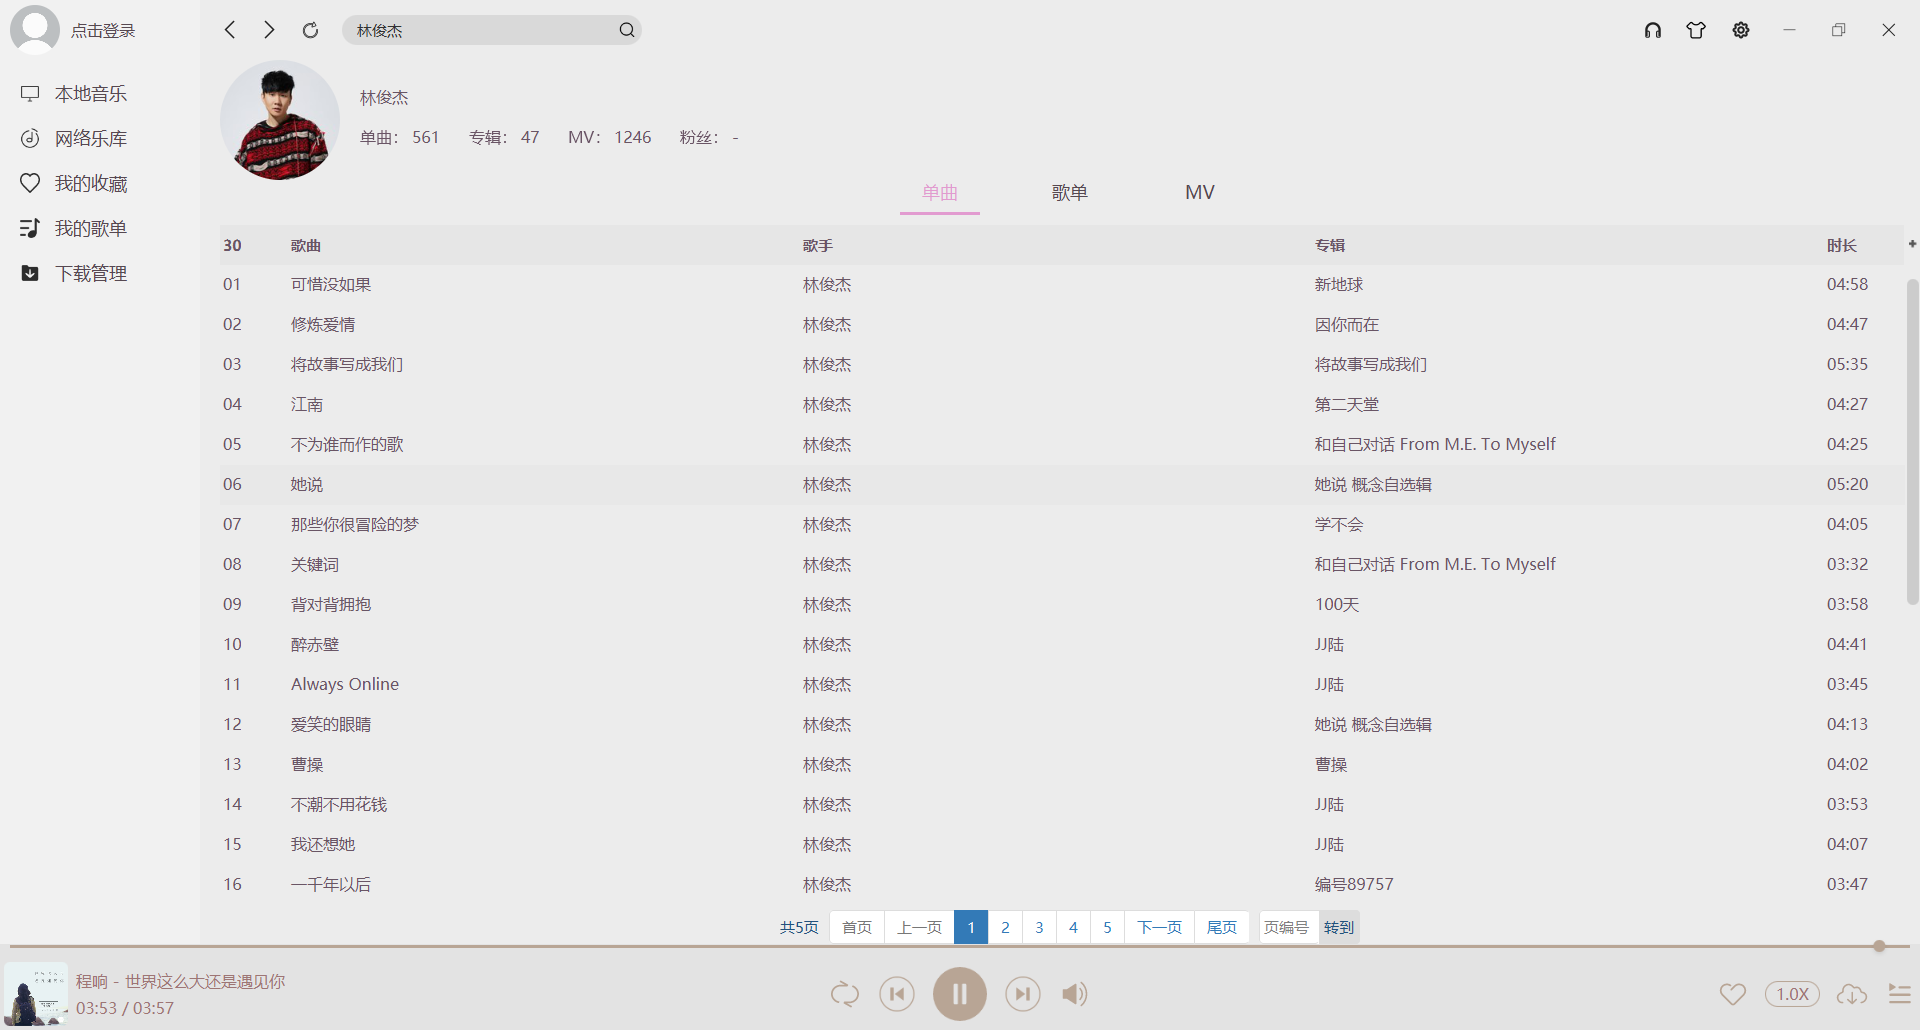 点击登录
林俊杰
本地音乐
网络乐库
我的收藏
我的歌单
下载管理
林俊杰
单曲： 561 专辑： 47 MV： 1246 粉丝： -
单曲 歌单 MV
30 歌曲 歌手 专辑 时长
01 可惜没如果 林俊杰 新地球 04:58
02 修炼爱情 林俊杰 因你而在 04:47
03 将故事写成我们 林俊杰 将故事写成我们 05:35
04 江南 林俊杰 第二天堂 04:27
05 不为谁而作的歌 林俊杰 和自己对话 From M.E. To Myself 04:25
06 她说 林俊杰 她说 概念自选辑 05:20
07 那些你很冒险的梦 林俊杰 学不会 04:05
08 关键词 林俊杰 和自己对话 From M.E. To Myself 03:32
09 背对背拥抱 林俊杰 100天 03:58
10 醉赤壁 林俊杰 JJ陆 04:41
11 Always Online 林俊杰 JJ陆 03:45
12 爱笑的眼睛 林俊杰 她说 概念自选辑 04:13
13 曹操 林俊杰 曹操 04:02
14 不潮不用花钱 林俊杰 JJ陆 03:53
15 我还想她 林俊杰 JJ陆 04:07
16 一千年以后 林俊杰 编号89757 03:47
共5页 首页 上一页 1 2 3 4 5 下一页 尾页 页编号 转到
程响 - 世界这么大还是遇见你
03:53 / 03:57
1.0X